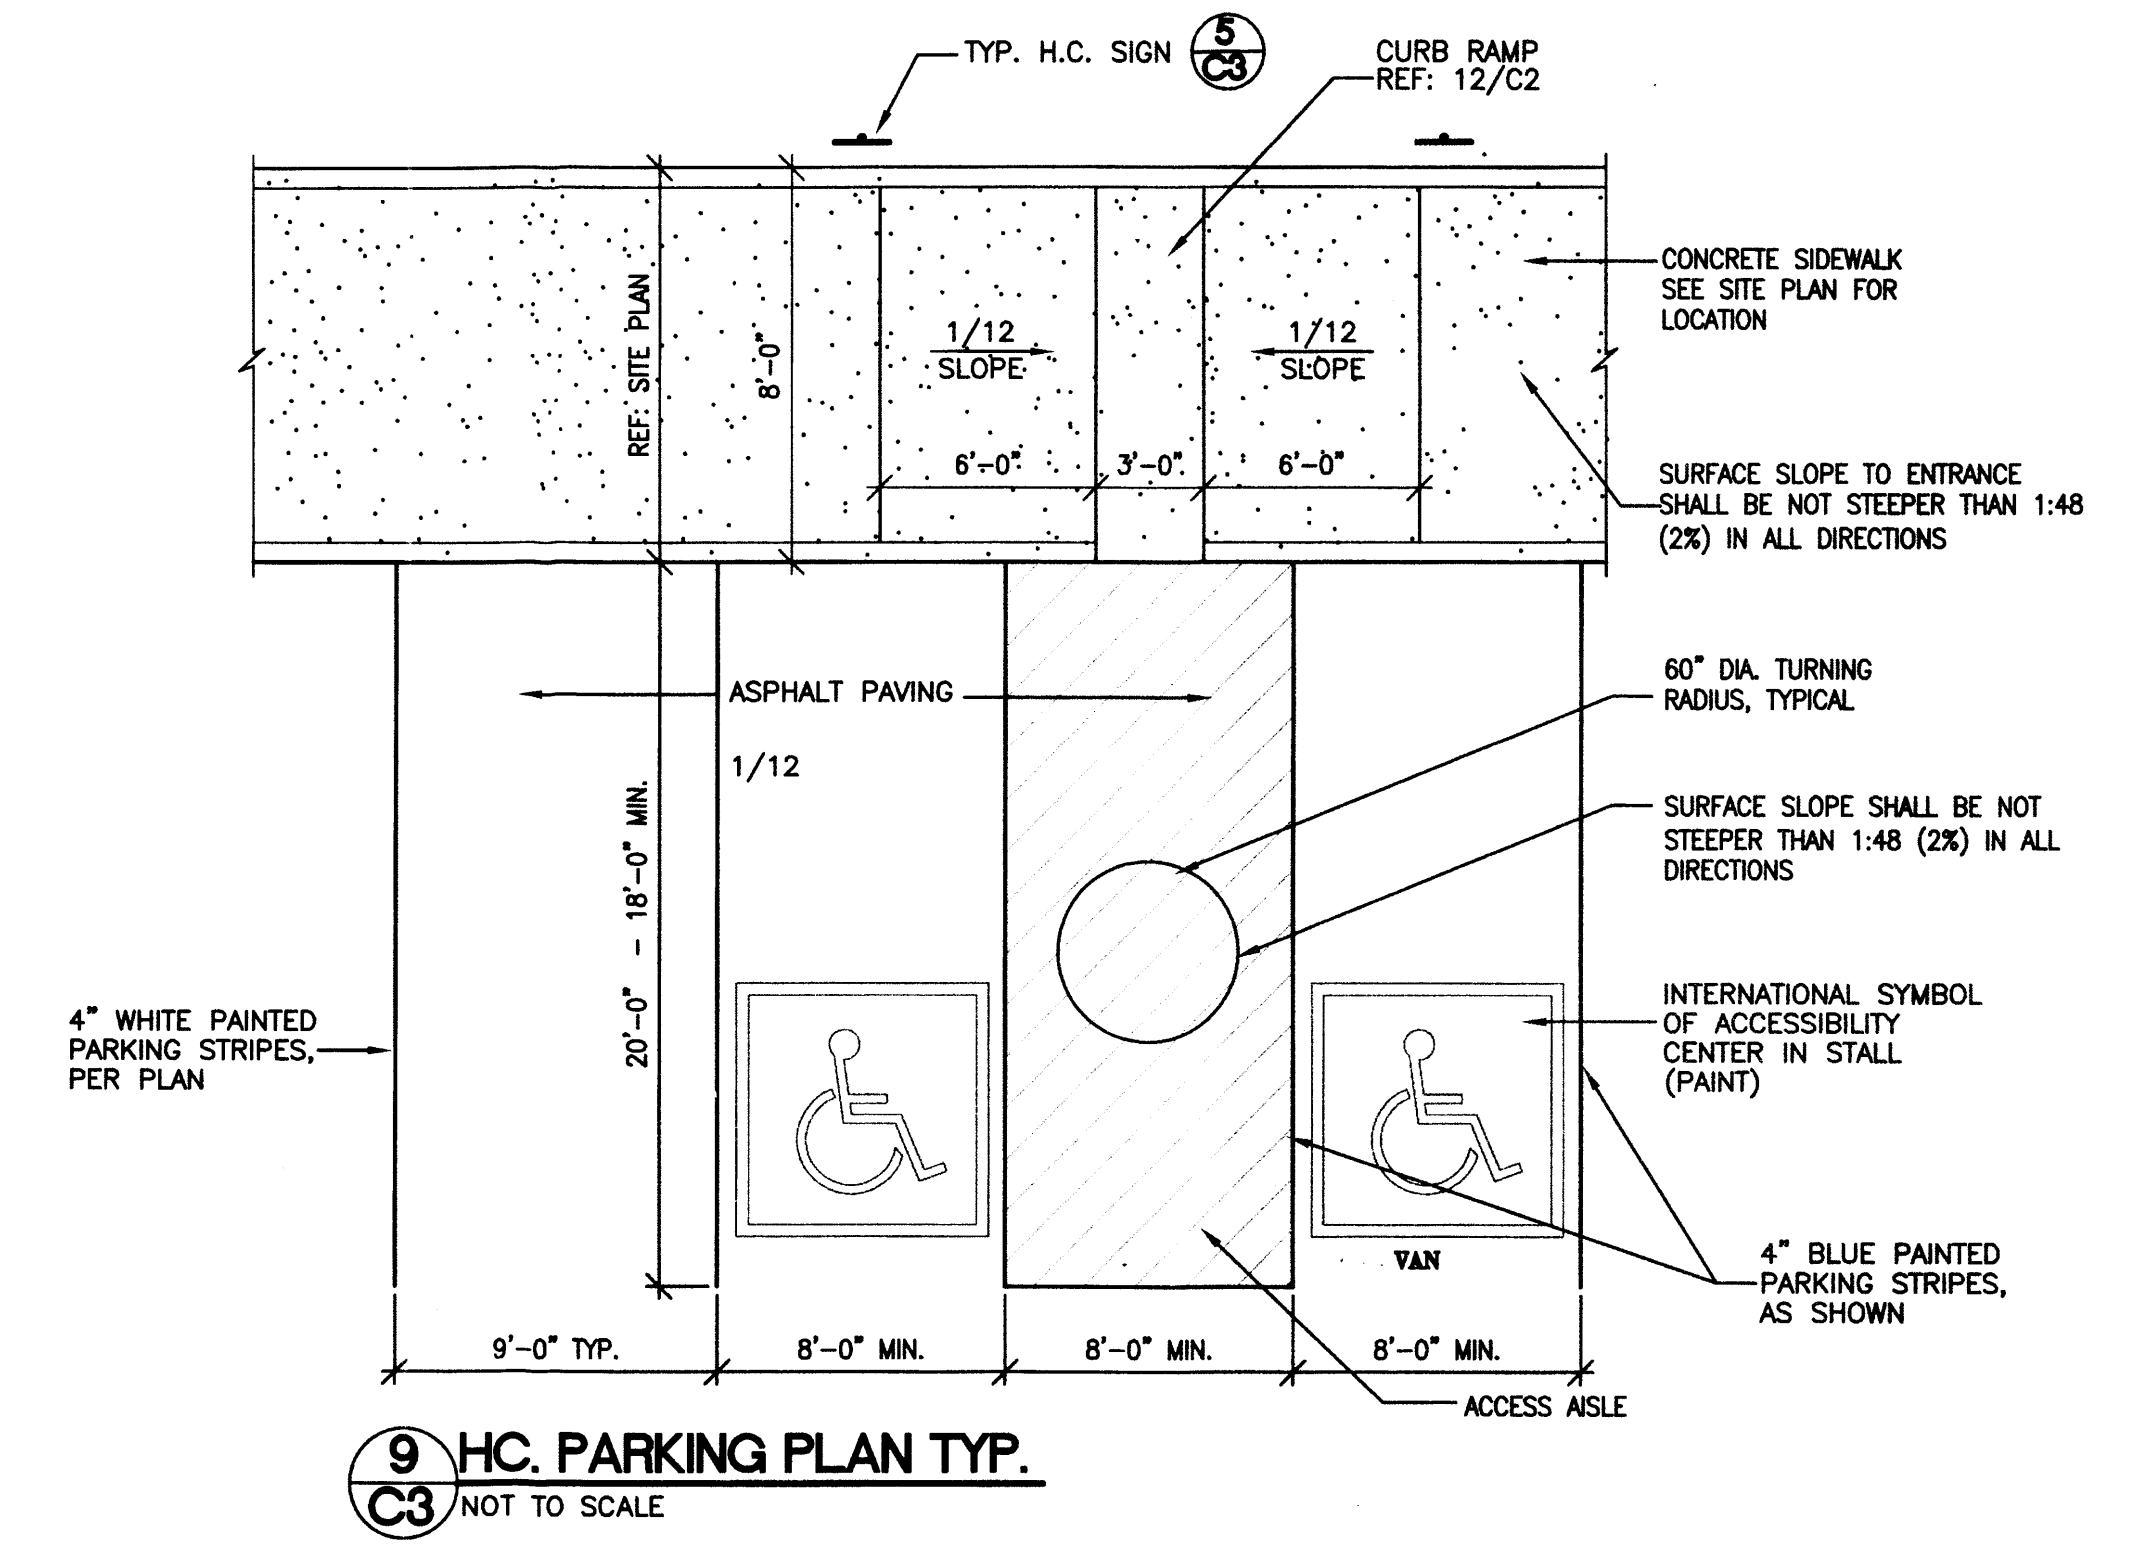 TYP. H.C. SIGN
5
C3
CURB RAMP
REF: 12/C2
CONCRETE SIDEWALK
SEE SITE PLAN FOR
LOCATION
REF: SITE PLAN
8'-0"
1/12
SLOPE
1/12
SLOPE
6'-0"
3'-0"
6'-0"
SURFACE SLOPE TO ENTRANCE
SHALL BE NOT STEEPER THAN 1:48
(2%) IN ALL DIRECTIONS
ASPHALT PAVING
1/12
60" DIA. TURNING
RADIUS, TYPICAL
SURFACE SLOPE SHALL BE NOT
STEEPER THAN 1:48 (2%) IN ALL
DIRECTIONS
20'-0" - 18'-0" MIN.
4" WHITE PAINTED
PARKING STRIPES,
PER PLAN
INTERNATIONAL SYMBOL
OF ACCESSIBILITY
CENTER IN STALL
(PAINT)
VAN
4" BLUE PAINTED
PARKING STRIPES,
AS SHOWN
9'-0" TYP.
8'-0" MIN.
8'-0" MIN.
8'-0" MIN.
ACCESS AISLE
9
C3
HC. PARKING PLAN TYP.
NOT TO SCALE